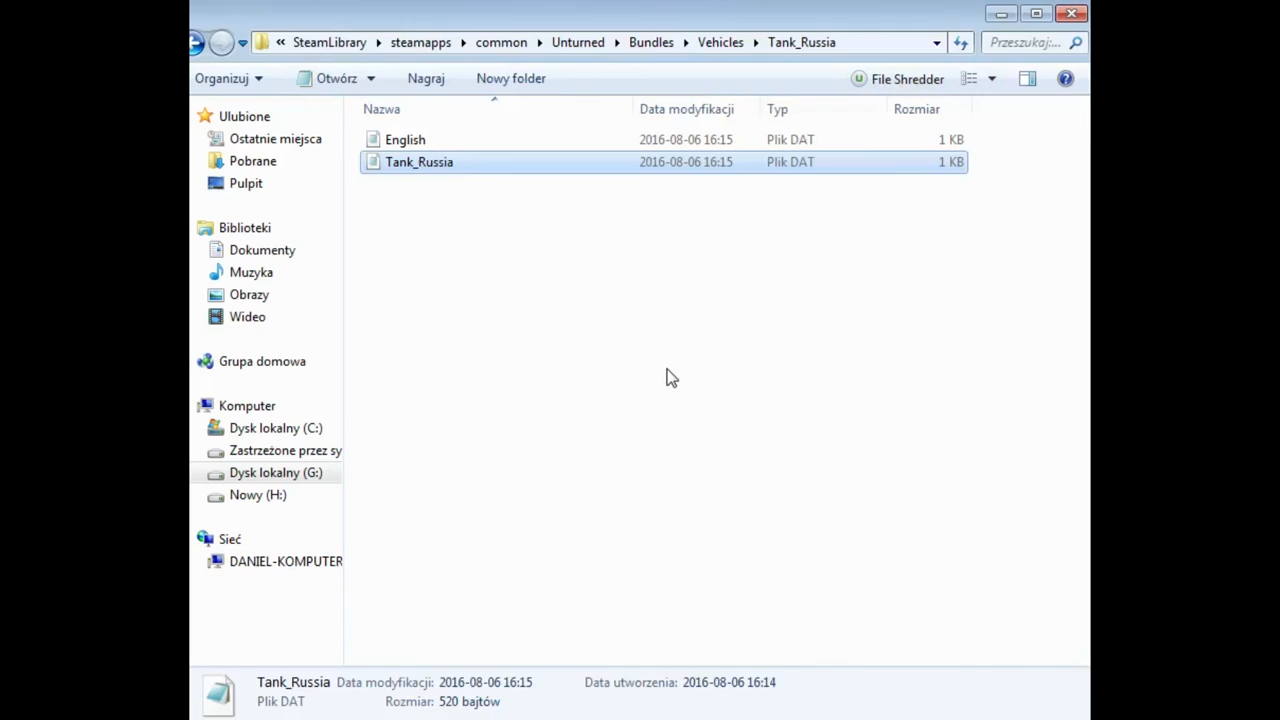 « SteamLibrary ▸ steamapps ▸ common ▸ Unturned ▸ Bundles ▸ Vehicles ▸ Tank_Russia
Przeszukaj:...
Organizuj Otwórz Nagraj Nowy folder File Shredder
Nazwa Data modyfikacji Typ Rozmiar
English 2016-08-06 16:15 Plik DAT 1 KB
Tank_Russia 2016-08-06 16:15 Plik DAT 1 KB
Ulubione
Ostatnie miejsca
Pobrane
Pulpit
Biblioteki
Dokumenty
Muzyka
Obrazy
Wideo
Grupa domowa
Komputer
Dysk lokalny (C:)
Zastrzeżone przez sy
Dysk lokalny (G:)
Nowy (H:)
Sieć
DANIEL-KOMPUTER
Tank_Russia Data modyfikacji: 2016-08-06 16:15 Data utworzenia: 2016-08-06 16:14
Plik DAT Rozmiar: 520 bajtów